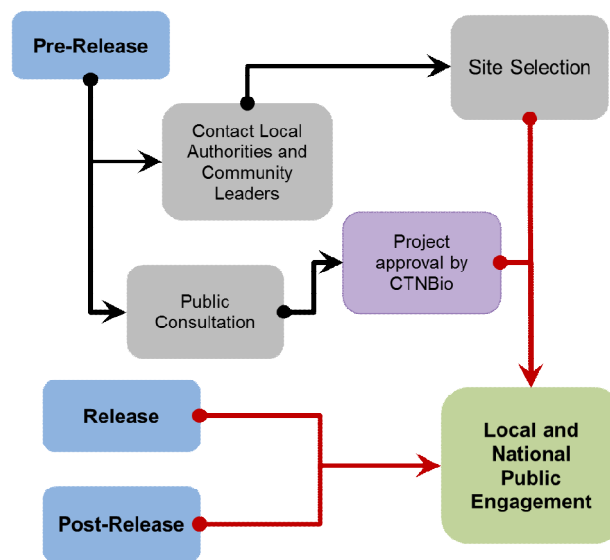 Pre-Release
Site Selection
Contact Local
Authorities and
Community
Leaders
Project
approval by
CTNBio
Public
Consultation
Release
Local and
National
Public
Engagement
Post-Release